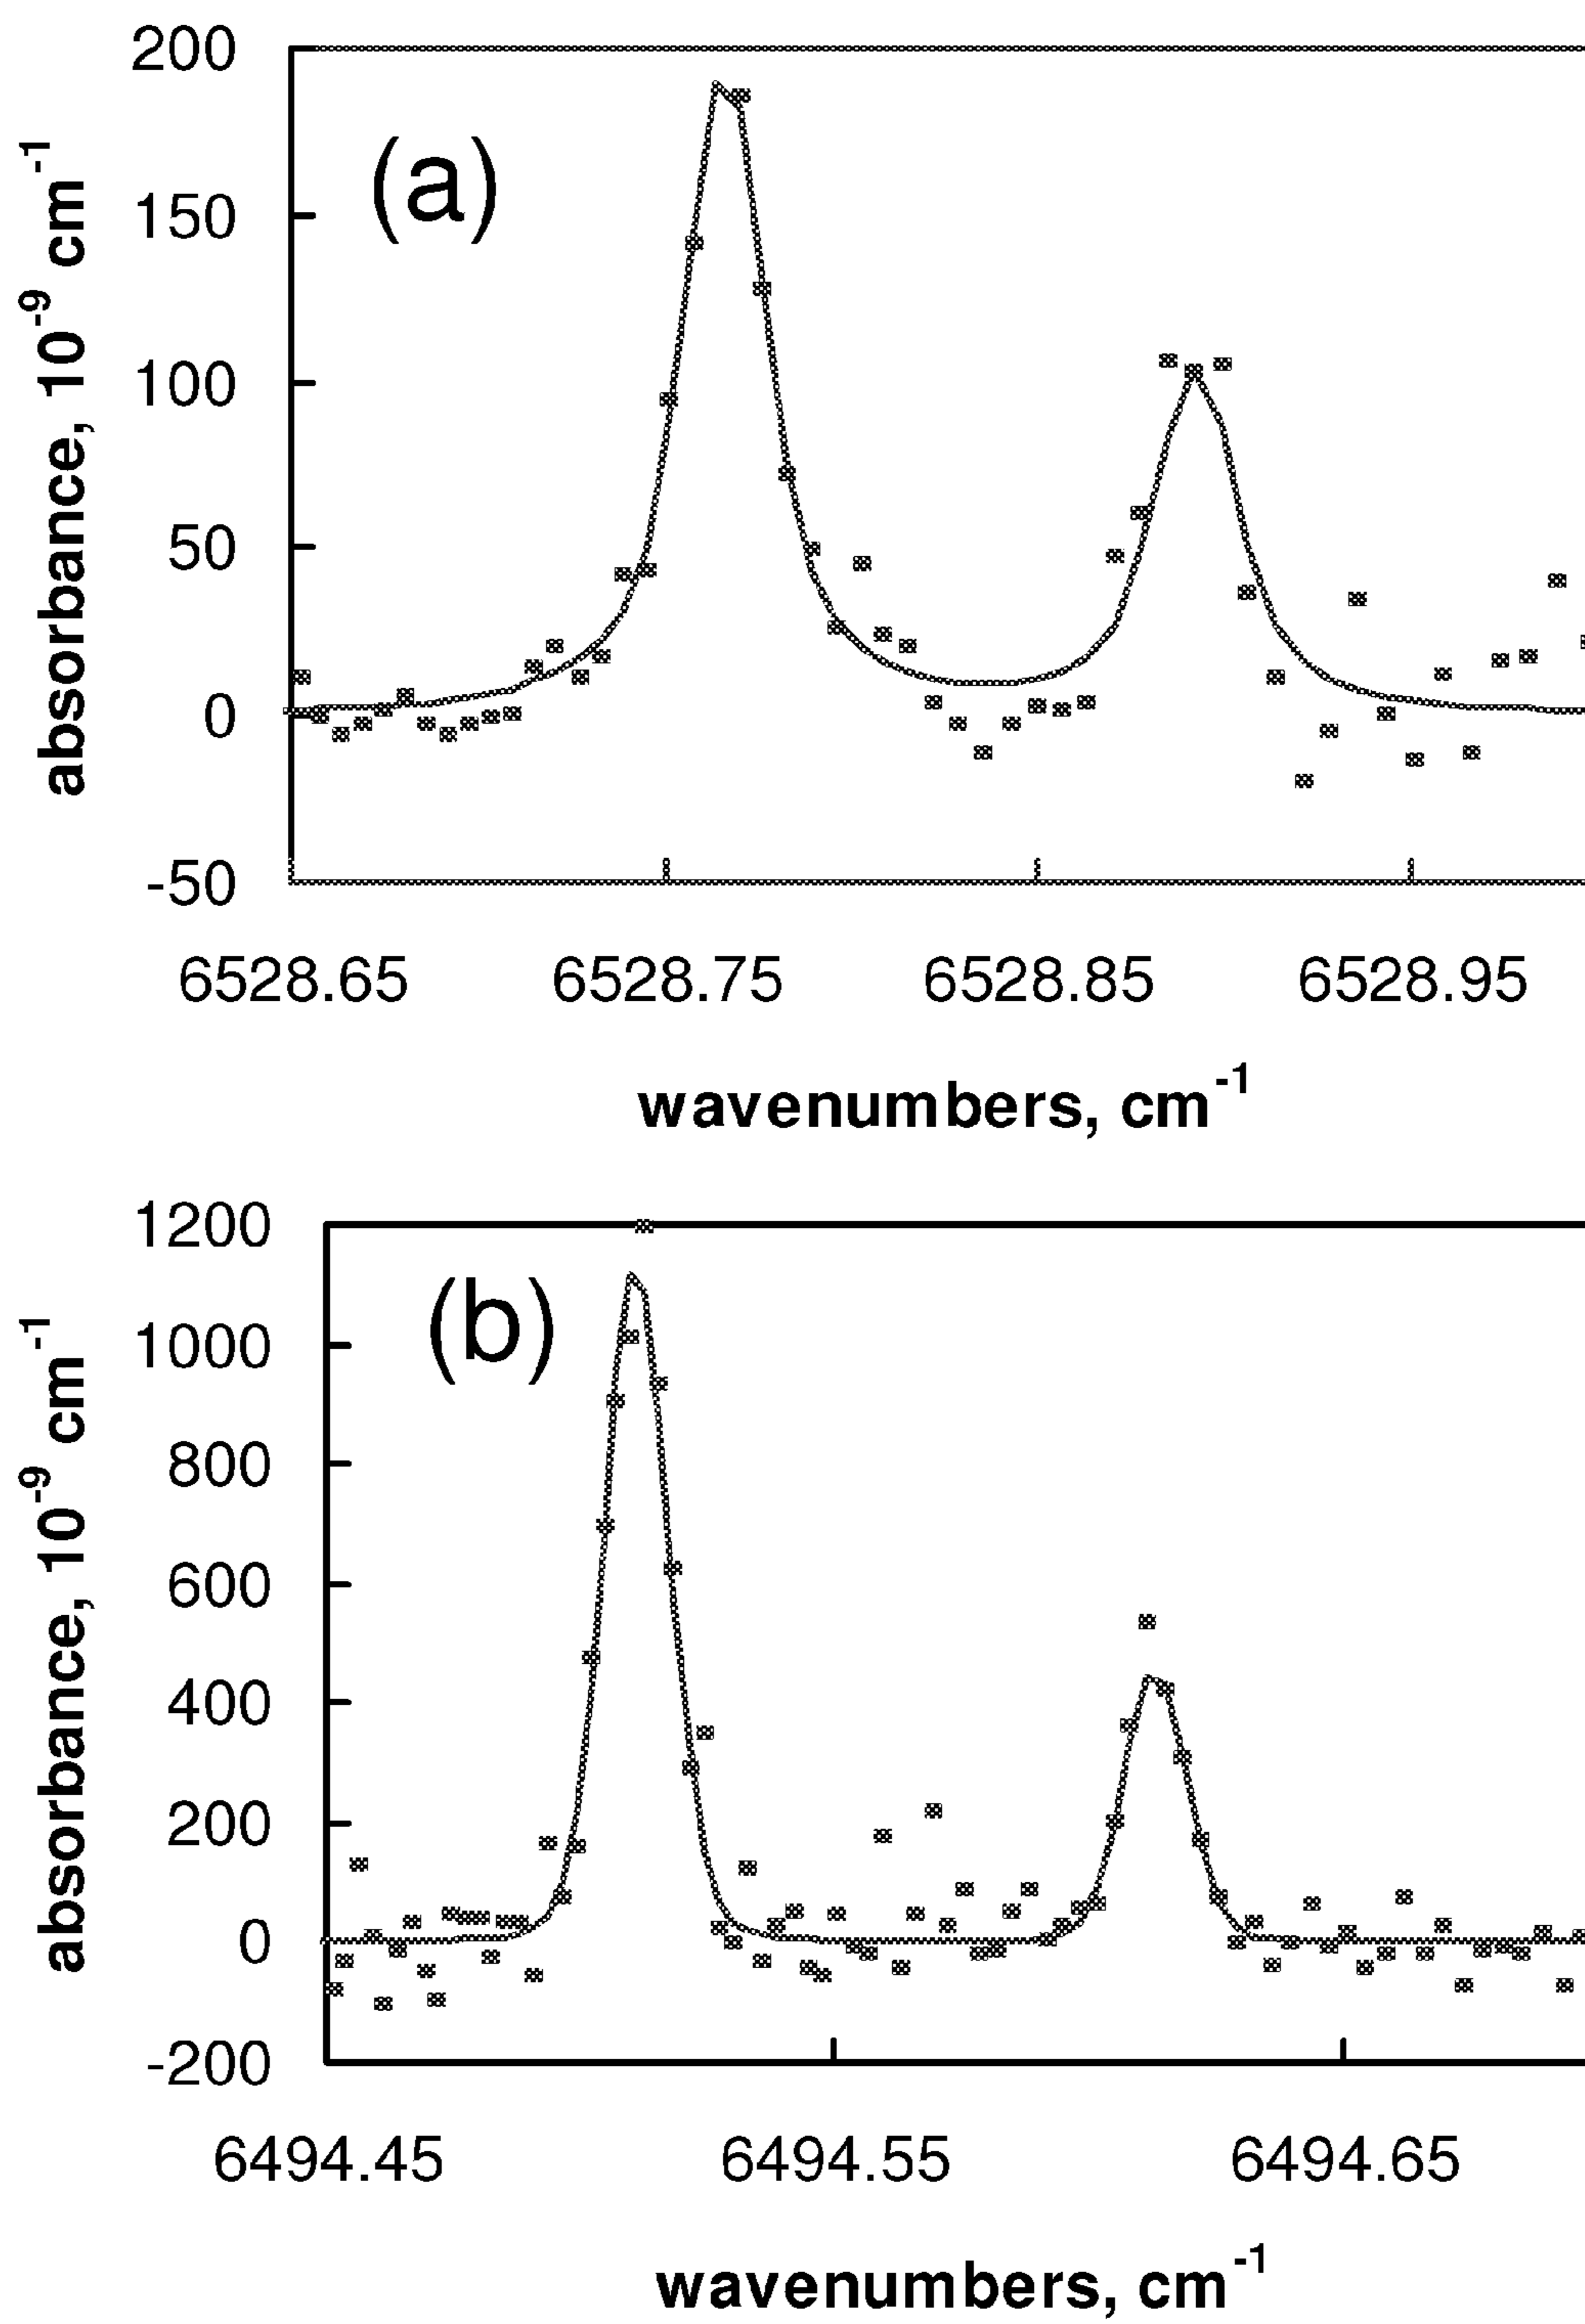 200
(a)
150
100
50
0
-50
absorbance, 10⁻⁹ cm⁻¹
6528.65 6528.75 6528.85 6528.95
wavenumbers, cm⁻¹
1200
(b)
1000
800
600
400
200
0
-200
absorbance, 10⁻⁹ cm⁻¹
6494.45 6494.55 6494.65
wavenumbers, cm⁻¹